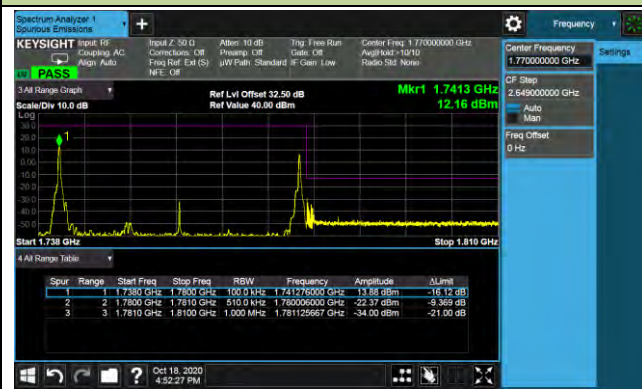 Spectrum Analyzer 1
Spurious Emissions
Frequency
KEYSIGHT
Input: RF
Coupling: AC
Align: Auto
Input Z: 50 Ω
Corrections: Off
Freq Ref: Ext (S)
NFE: Off
Atten: 10 dB
Preamp: Off
µW Path: Standard
Trig: Free Run
Gate: Off
IF Gain: Low
Center Freq: 1.770000000 GHz
Avg|Hold:>10/10
Radio Std: None
PASS
Center Frequency
1.770000000 GHz
Settings
CF Step
2.649000000 GHz
Auto
Man
Freq Offset
0 Hz
3 All Range Graph
Scale/Div 10.0 dB
Ref Lvl Offset 32.50 dB
Ref Value 40.00 dBm
Mkr1 1.7413 GHz
12.16 dBm
Log
30.0
20.0
10.0
0.00
-10.0
-20.0
-30.0
-40.0
-50.0
1
Start 1.738 GHz
Stop 1.810 GHz
4 All Range Table
Spur Range Start Freq Stop Freq RBW Frequency Amplitude ΔLimit
1 1 1.7380 GHz 1.7800 GHz 100.0 kHz 1.741276000 GHz 13.88 dBm -16.12 dB
2 2 1.7800 GHz 1.7810 GHz 510.0 kHz 1.780006000 GHz -22.37 dBm -9.369 dB
3 3 1.7810 GHz 1.8100 GHz 1.000 MHz 1.781125667 GHz -34.00 dBm -21.00 dB
?
Oct 18, 2020
4:52:27 PM